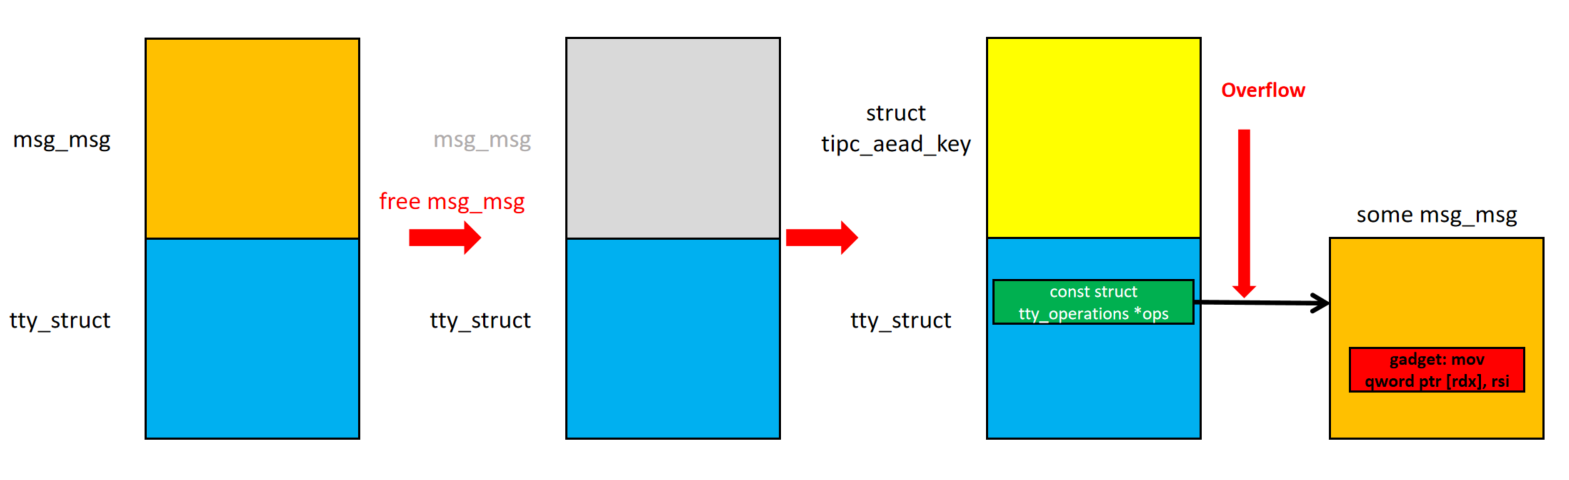 msg_msg
tty_struct
free msg_msg
msg_msg
tty_struct
struct
tipc_aead_key
tty_struct
const struct
tty_operations *ops
Overflow
some msg_msg
gadget: mov
qword ptr [rdx], rsi